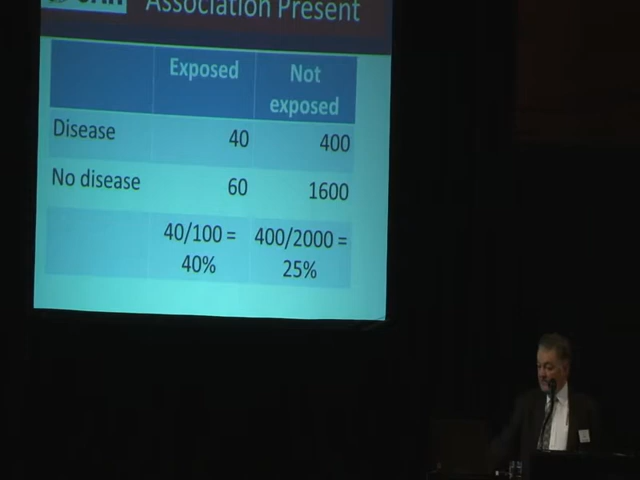 Association Present
Exposed
Not
exposed
Disease 40 400
No disease 60 1600
40/100 = 400/2000 =
40% 25%